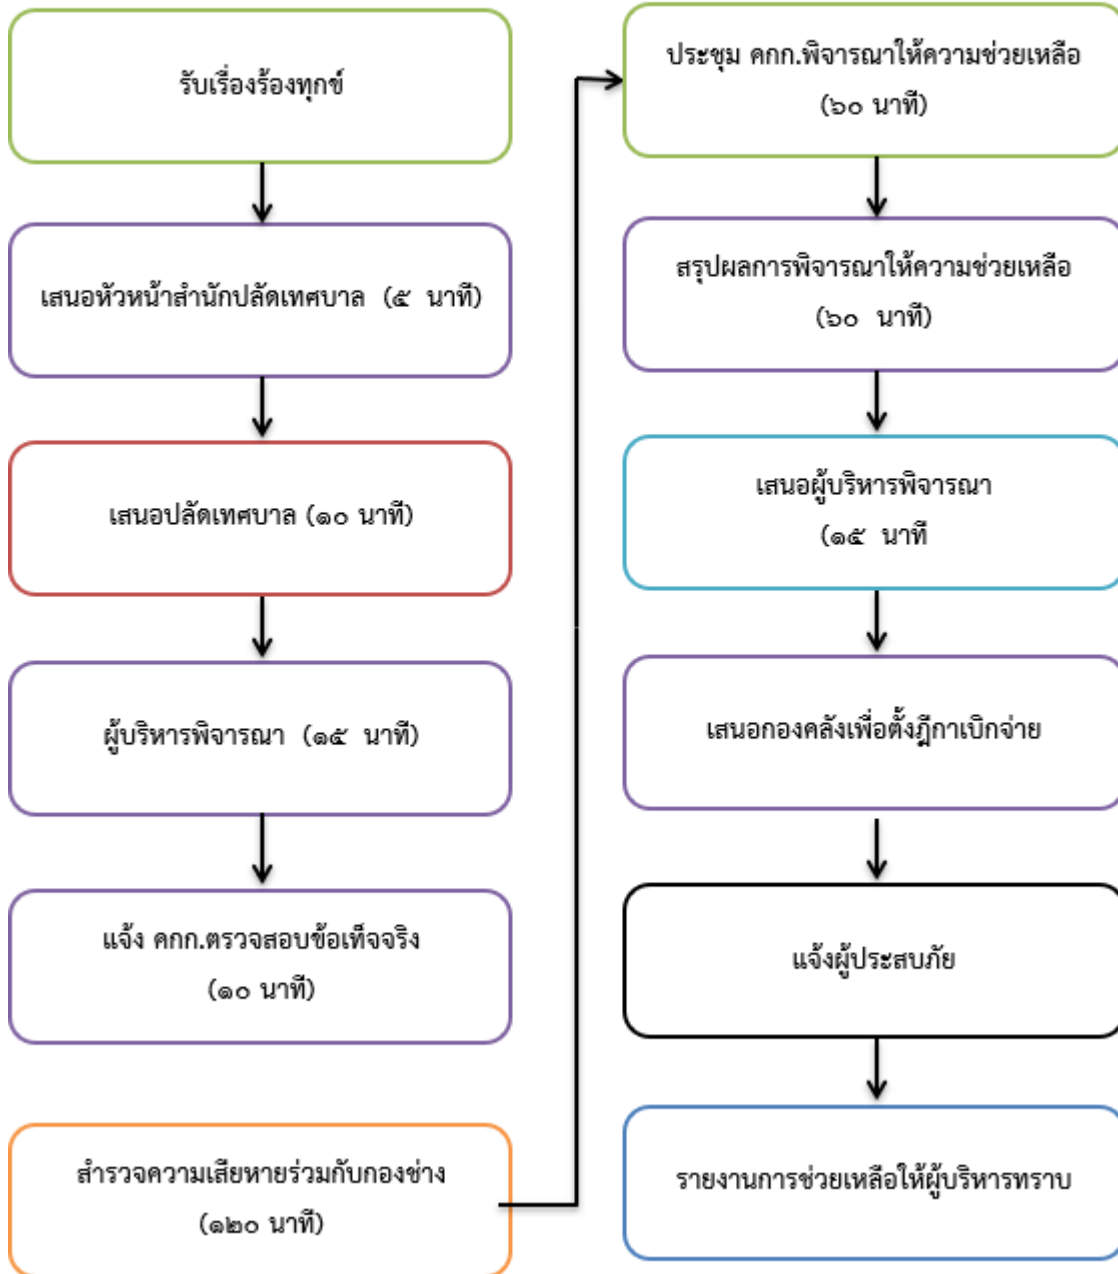 รับเรื่องร้องทุกข์
เสนอหัวหน้าสำนักปลัดเทศบาล (๕ นาที)
เสนอปลัดเทศบาล (๑๐ นาที)
ผู้บริหารพิจารณา (๑๕ นาที)
แจ้ง คกก.ตรวจสอบข้อเท็จจริง
(๑๐ นาที)
สำรวจความเสียหายร่วมกับกองช่าง
(๑๒๐ นาที)
ประชุม คกก.พิจารณาให้ความช่วยเหลือ
(๖๐ นาที)
สรุปผลการพิจารณาให้ความช่วยเหลือ
(๖๐ นาที)
เสนอผู้บริหารพิจารณา
(๑๕ นาที
เสนอกองคลังเพื่อตั้งฎีกาเบิกจ่าย
แจ้งผู้ประสบภัย
รายงานการช่วยเหลือให้ผู้บริหารทราบ